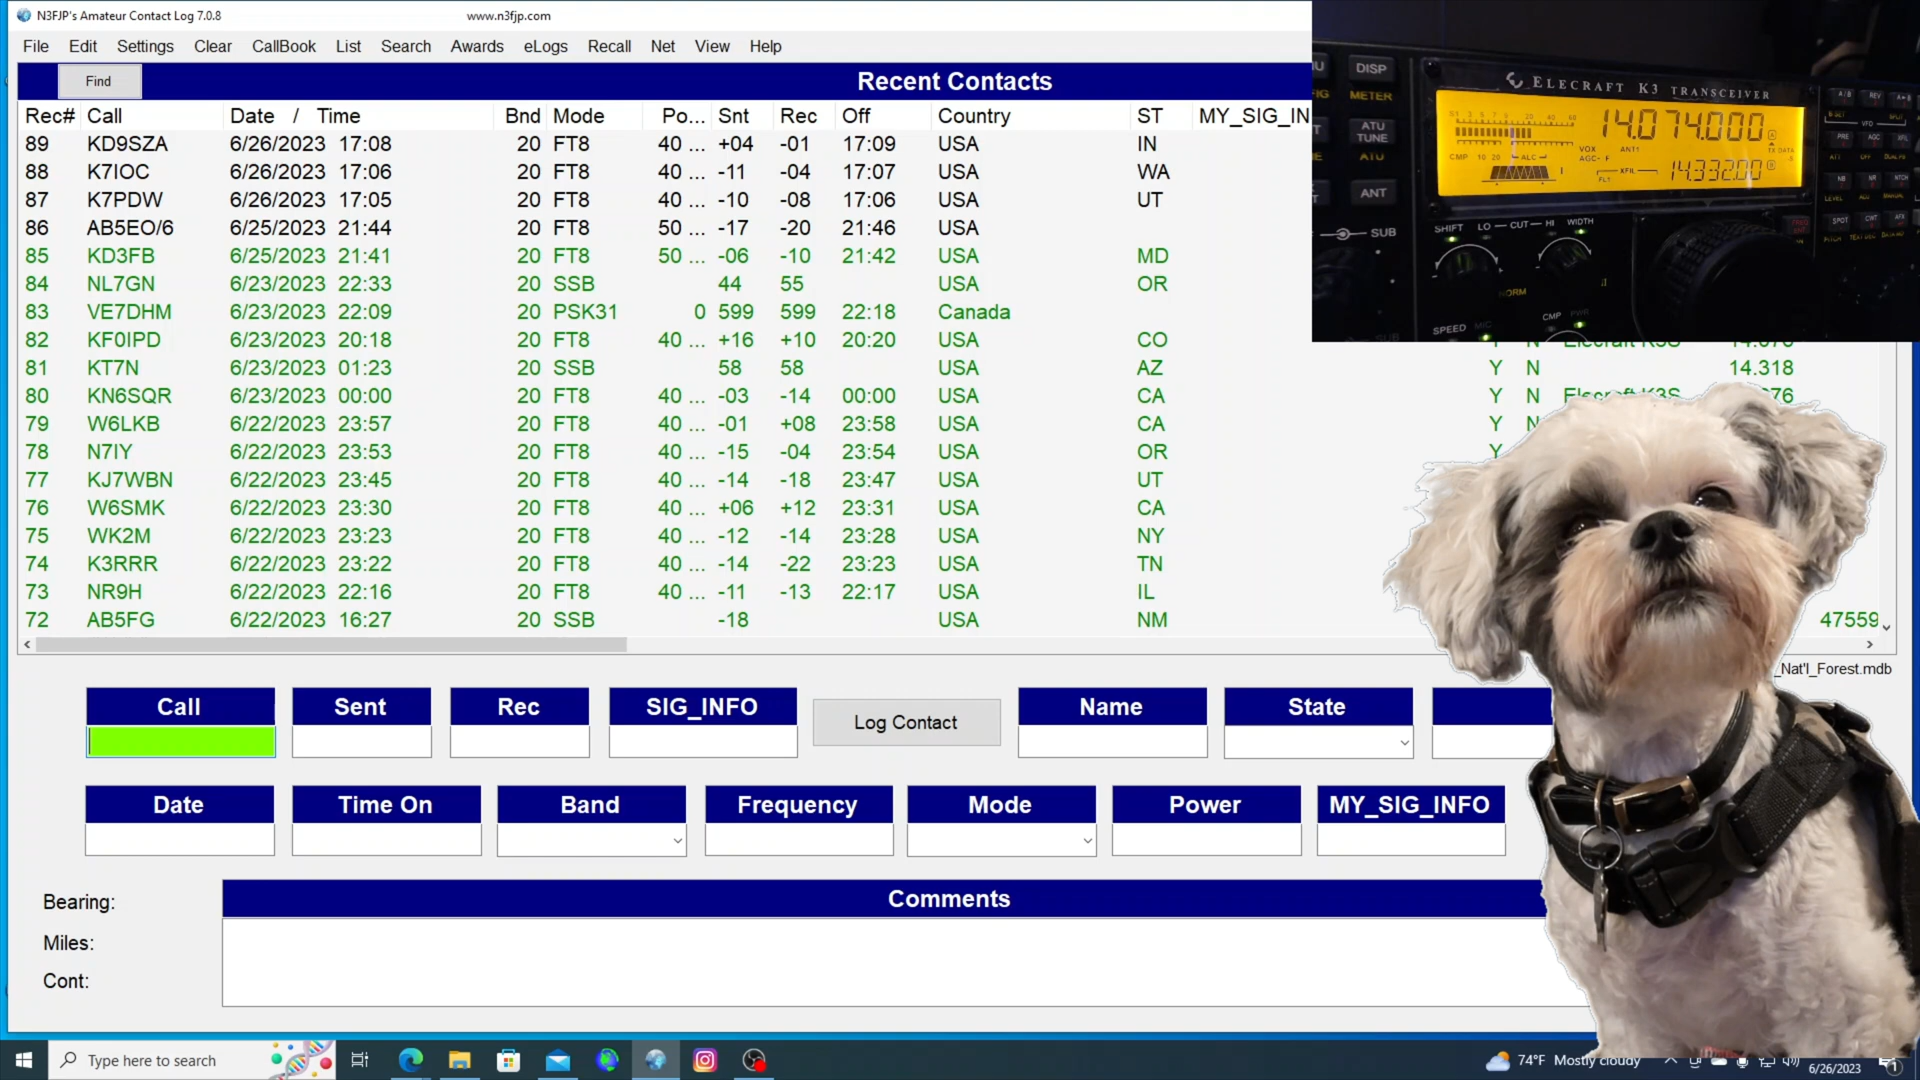 N3FJP's Amateur Contact Log 7.0.8 www.n3fjp.com
File Edit Settings Clear CallBook List Search Awards eLogs Recall Net View Help
Find Recent Contacts
Rec# Call Date / Time Bnd Mode Po... Snt Rec Off Country ST MY_SIG_IN
89 KD9SZA 6/26/2023 17:08 20 FT8 40 ... +04 -01 17:09 USA IN
88 K7IOC 6/26/2023 17:06 20 FT8 40 ... -11 -04 17:07 USA WA
87 K7PDW 6/26/2023 17:05 20 FT8 40 ... -10 -08 17:06 USA UT
86 AB5EO/6 6/25/2023 21:44 20 FT8 50 ... -17 -20 21:46 USA
85 KD3FB 6/25/2023 21:41 20 FT8 50 ... -06 -10 21:42 USA MD
84 NL7GN 6/23/2023 22:33 20 SSB 44 55 USA OR
83 VE7DHM 6/23/2023 22:09 20 PSK31 0 599 599 22:18 Canada
82 KF0IPD 6/23/2023 20:18 20 FT8 40 ... +16 +10 20:20 USA CO
81 KT7N 6/23/2023 01:23 20 SSB 58 58 USA AZ Y N 14.318
80 KN6SQR 6/23/2023 00:00 20 FT8 40 ... -03 -14 00:00 USA CA Y N Elecraft K3S 76
79 W6LKB 6/22/2023 23:57 20 FT8 40 ... -01 +08 23:58 USA CA Y N
78 N7IY 6/22/2023 23:53 20 FT8 40 ... -15 -04 23:54 USA OR Y
77 KJ7WBN 6/22/2023 23:45 20 FT8 40 ... -14 -18 23:47 USA UT
76 W6SMK 6/22/2023 23:30 20 FT8 40 ... +06 +12 23:31 USA CA
75 WK2M 6/22/2023 23:23 20 FT8 40 ... -12 -14 23:28 USA NY
74 K3RRR 6/22/2023 23:22 20 FT8 40 ... -14 -22 23:23 USA TN
73 NR9H 6/22/2023 22:16 20 FT8 40 ... -11 -13 22:17 USA IL
72 AB5FG 6/22/2023 16:27 20 SSB -18 USA NM 47559
_Nat'l_Forest.mdb
Call Sent Rec SIG_INFO Log Contact Name State
Date Time On Band Frequency Mode Power MY_SIG_INFO
Bearing: Comments
Miles:
Cont:
Type here to search
74°F Mostly cloudy
6/26/2023
ELECRAFT K3 TRANSCEIVER
DISP
METER
ATU
TUNE
ATU
ANT
SUB
14.074.000
14.332.00
VOX ANT1
AGC-F
CMP 10 20 ALC
XFIL
FL1
SHIFT LO CUT HI WIDTH
NORM
SPEED MIC CMP PWR